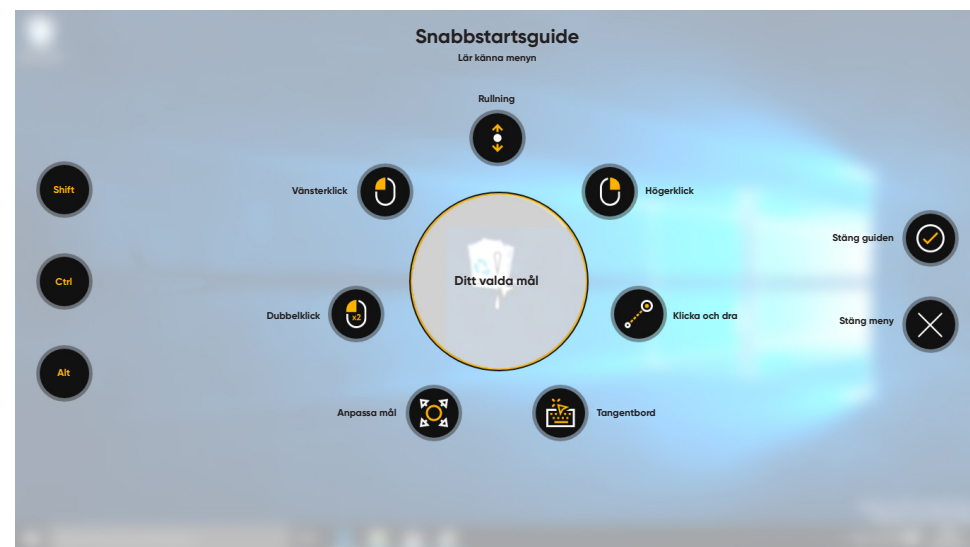 Snabbstartsguide
Lär känna menyn
Rullning
Vänsterklick
Högerklick
Shift
Stäng guiden
Ctrl
Ditt valda mål
Dubbelklick
x2
Klicka och dra
Stäng meny
Alt
Anpassa mål
Tangentbord